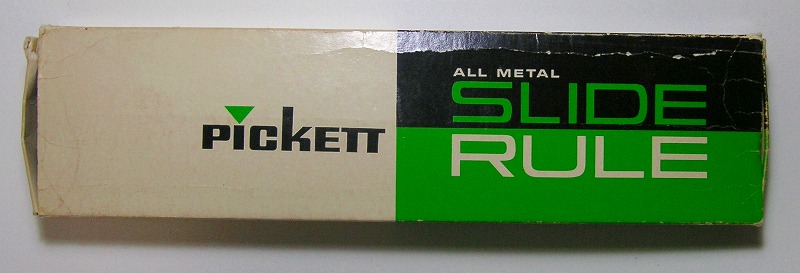 PICKETT
ALL METAL
SLIDE
RULE